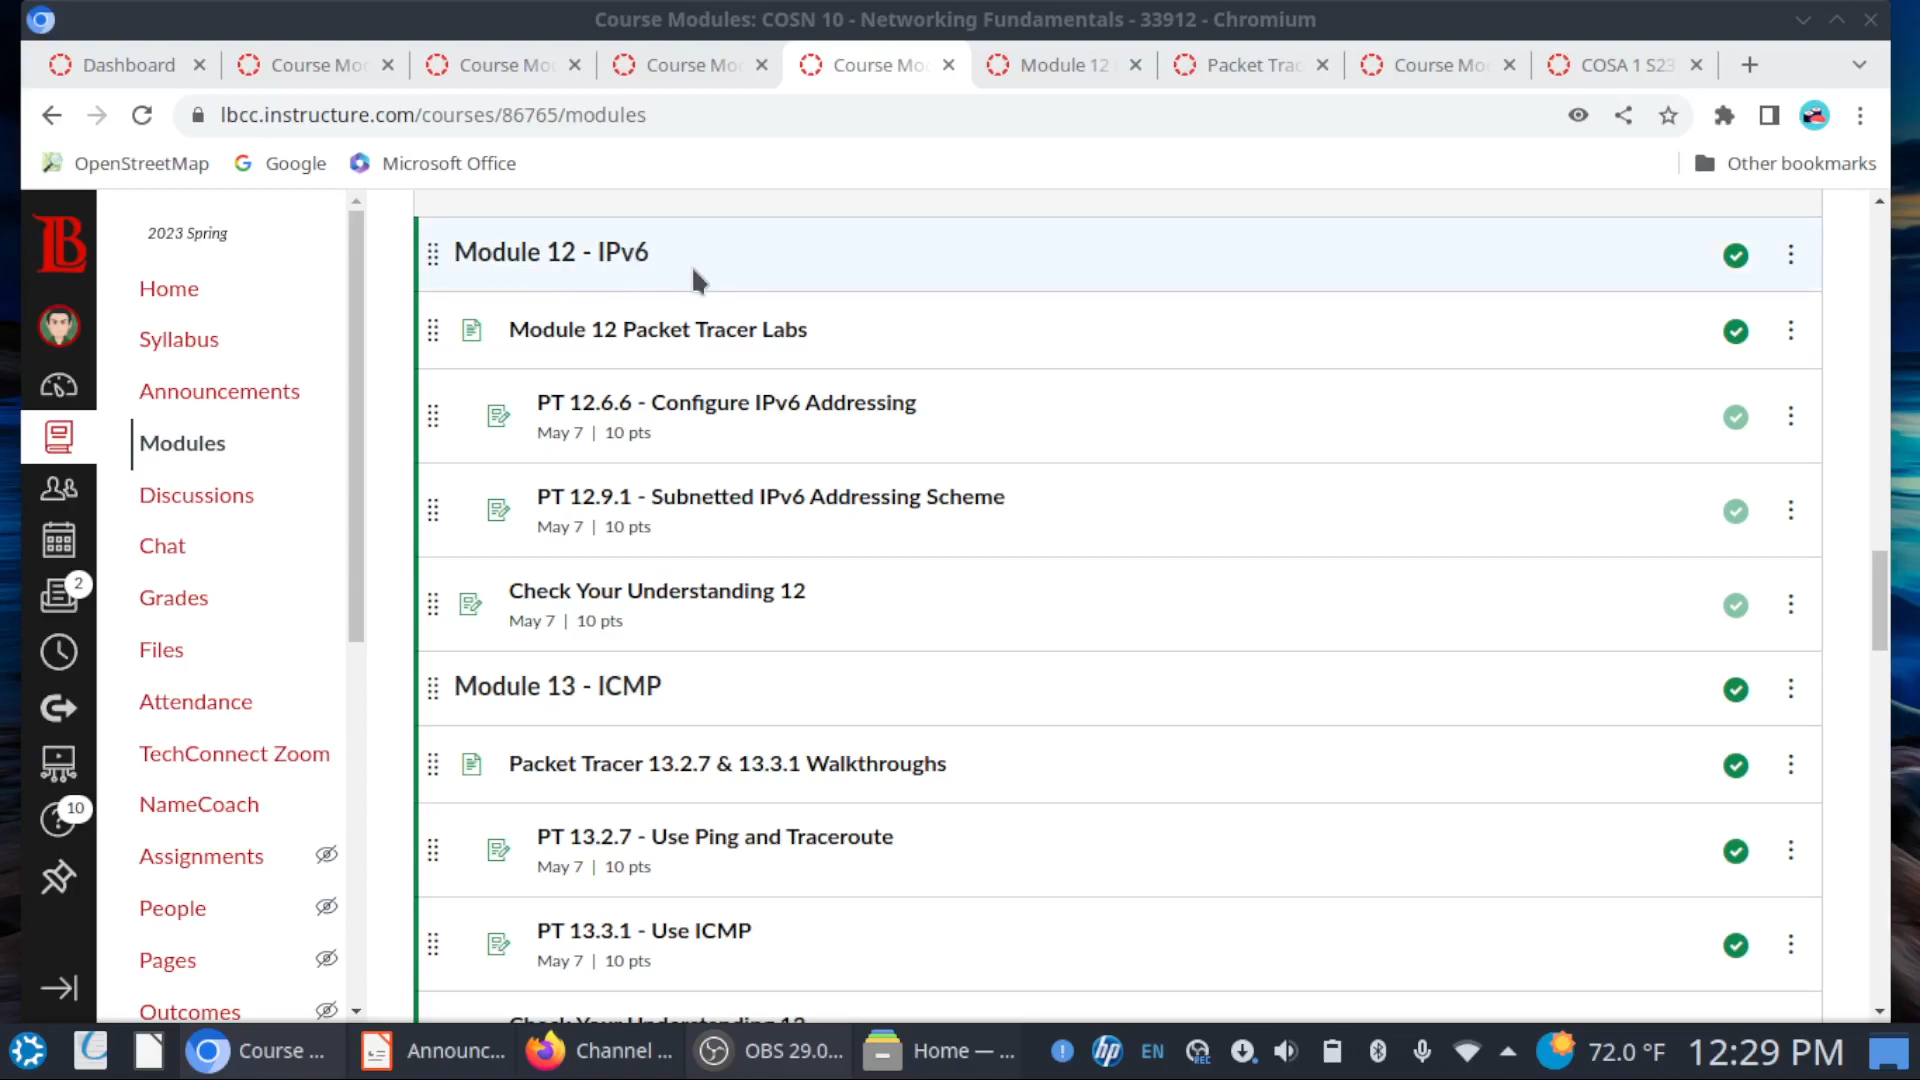 Course Modules: COSN 10 - Networking Fundamentals - 33912 - Chromium
Dashboard
Course Mo
Course Mo
Course Mo
Course Mo
Module 12
Packet Trac
Course Mo
COSA 1 S23
lbcc.instructure.com/courses/86765/modules
OpenStreetMap
Google
Microsoft Office
Other bookmarks
LB
2023 Spring
Home
Syllabus
Announcements
Modules
Discussions
Chat
Grades
Files
Attendance
TechConnect Zoom
NameCoach
Assignments
People
Pages
Outcomes
2
10
Module 12 - IPv6
Module 12 Packet Tracer Labs
PT 12.6.6 - Configure IPv6 Addressing
May 7 | 10 pts
PT 12.9.1 - Subnetted IPv6 Addressing Scheme
May 7 | 10 pts
Check Your Understanding 12
May 7 | 10 pts
Module 13 - ICMP
Packet Tracer 13.2.7 & 13.3.1 Walkthroughs
PT 13.2.7 - Use Ping and Traceroute
May 7 | 10 pts
PT 13.3.1 - Use ICMP
May 7 | 10 pts
Course ...
Announc...
Channel ...
OBS 29.0...
Home — ...
hp
EN
REC
72.0 °F
12:29 PM